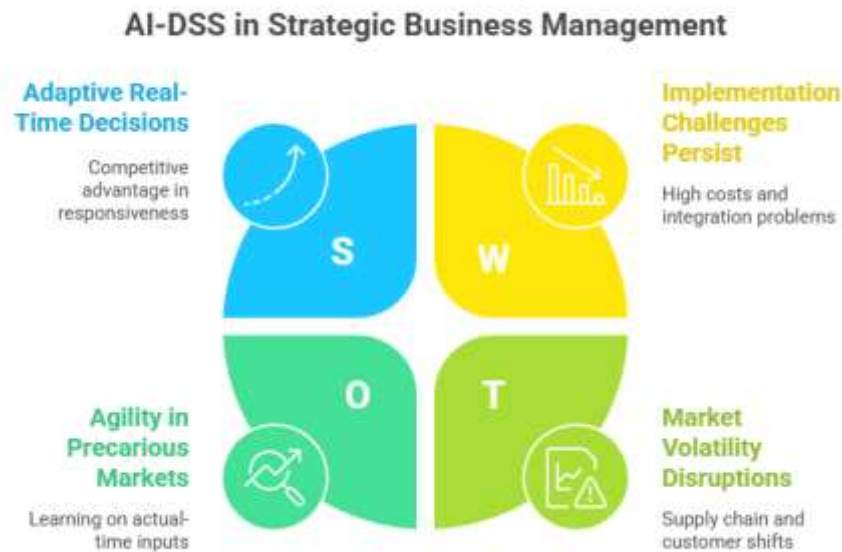 AI-DSS in Strategic Business Management
Adaptive Real-
Time Decisions
Competitive
advantage in
responsiveness
S
W
Implementation
Challenges
Persist
High costs and
integration problems
Agility in
Precarious
Markets
Learning on actual-
time inputs
O
T
Market
Volatility
Disruptions
Supply chain and
customer shifts